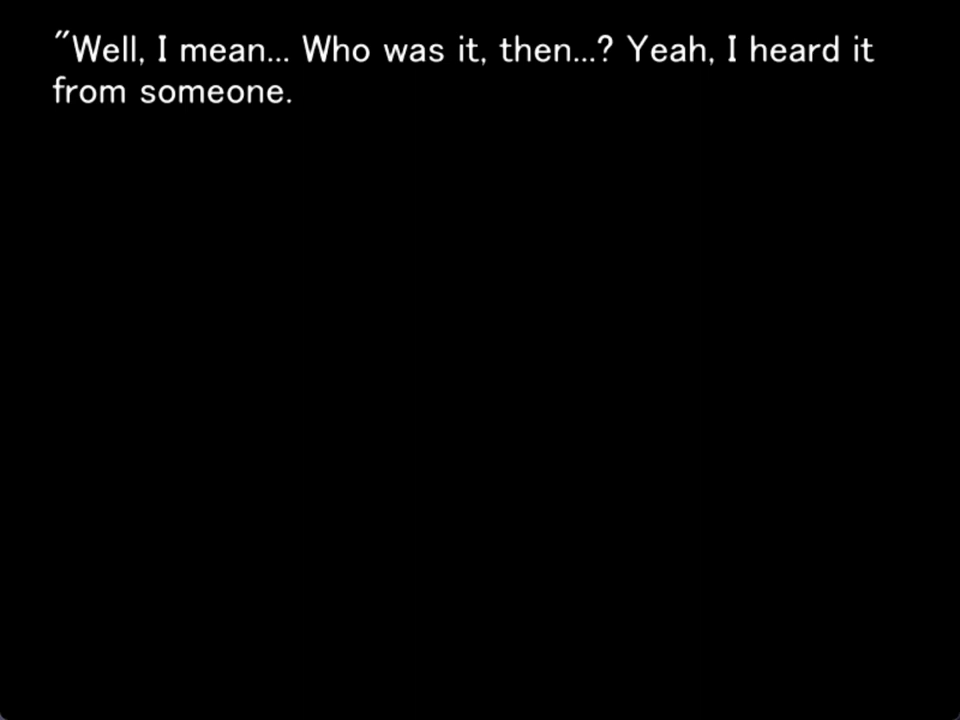 "Well, I mean... Who was it, then...? Yeah, I heard it
from someone.